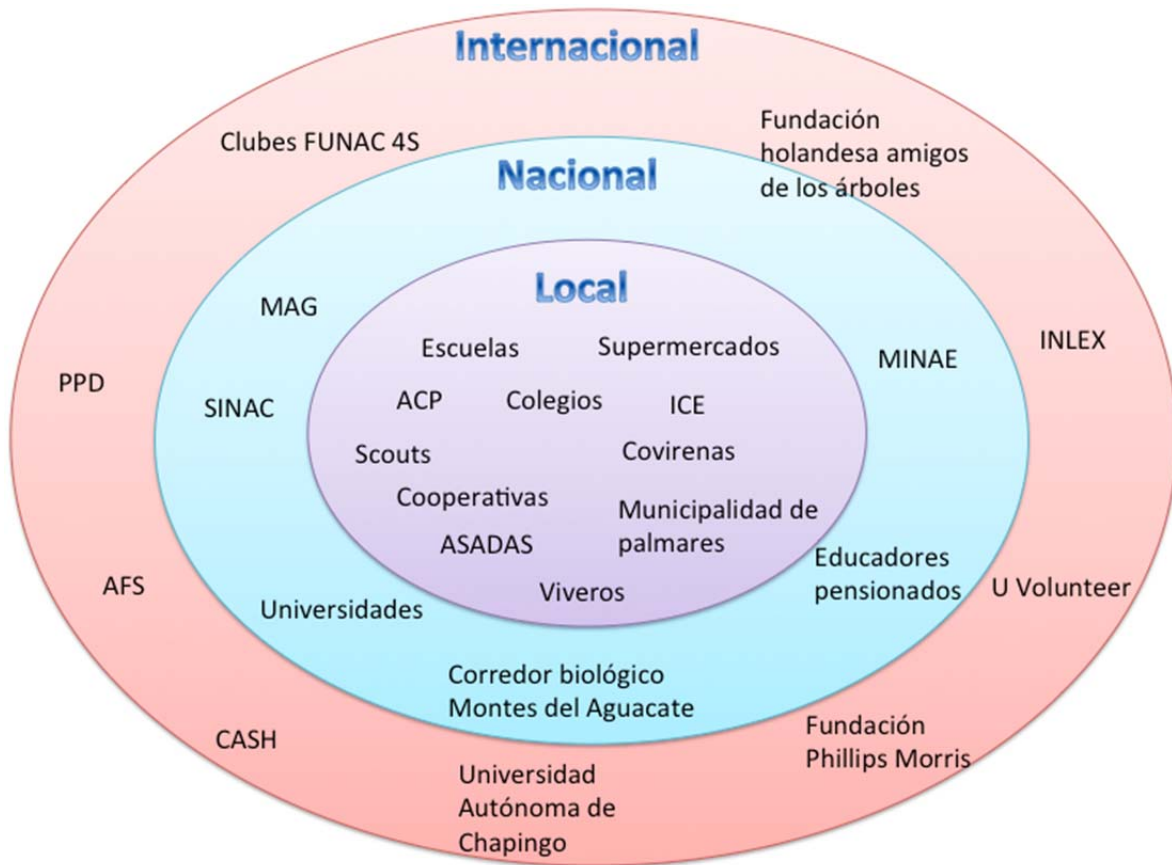 Internacional
Clubes FUNAC 4S
Fundación
holandesa amigos
de los árboles
Nacional
Local
MAG
Escuelas
Supermercados
MINAE
INLEX
PPD
SINAC
ACP
Colegios
ICE
Scouts
Covirenas
Cooperativas
Municipalidad de
palmares
ASADAS
Educadores
pensionados
AFS
Universidades
Viveros
U Volunteer
Corredor biológico
Montes del Aguacate
CASH
Fundación
Phillips Morris
Universidad
Autónoma de
Chapingo